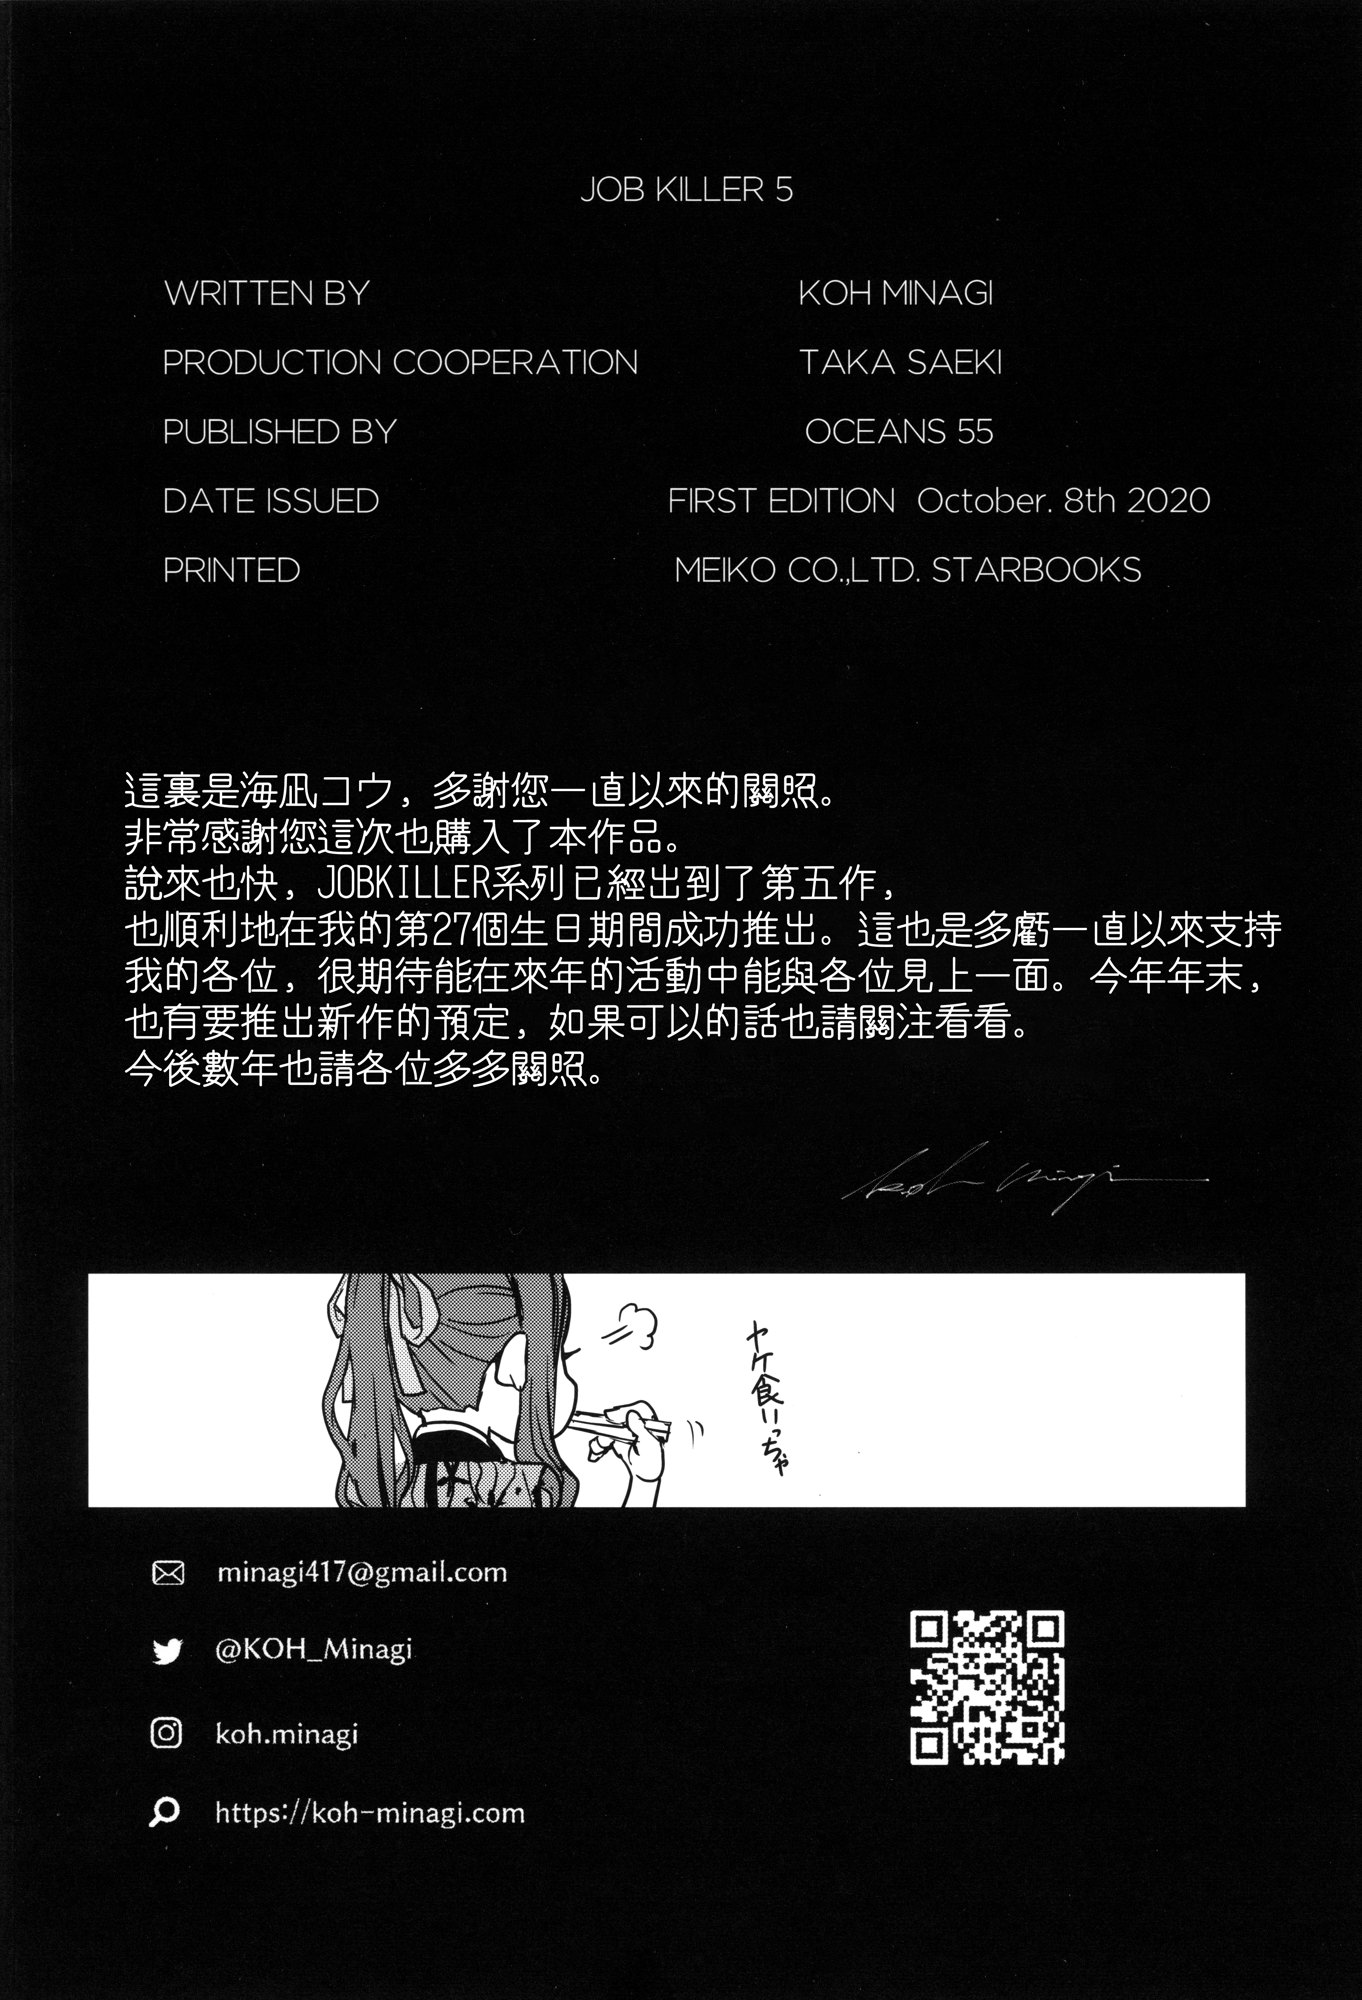 JOB KILLER 5
WRITTEN BY KOH MINAGI
PRODUCTION COOPERATION TAKA SAEKI
PUBLISHED BY OCEANS 55
DATE ISSUED FIRST EDITION October. 8th 2020
PRINTED MEIKO CO.,LTD. STARBOOKS
這裏是海凪コウ，多謝您一直以來的關照。
非常感謝您這次也購入了本作品。
說來也快，JOBKILLER系列已經出到了第五作，
也順利地在我的第27個生日期間成功推出。這也是多虧一直以來支持
我的各位，很期待能在來年的活動中能與各位見上一面。今年年末，
也有要推出新作的預定，如果可以的話也請關注看看。
今後數年也請各位多多關照。
Koh Minagi
ヤケ食いっちゃ
minagi417@gmail.com
@KOH_Minagi
koh.minagi
https://koh-minagi.com